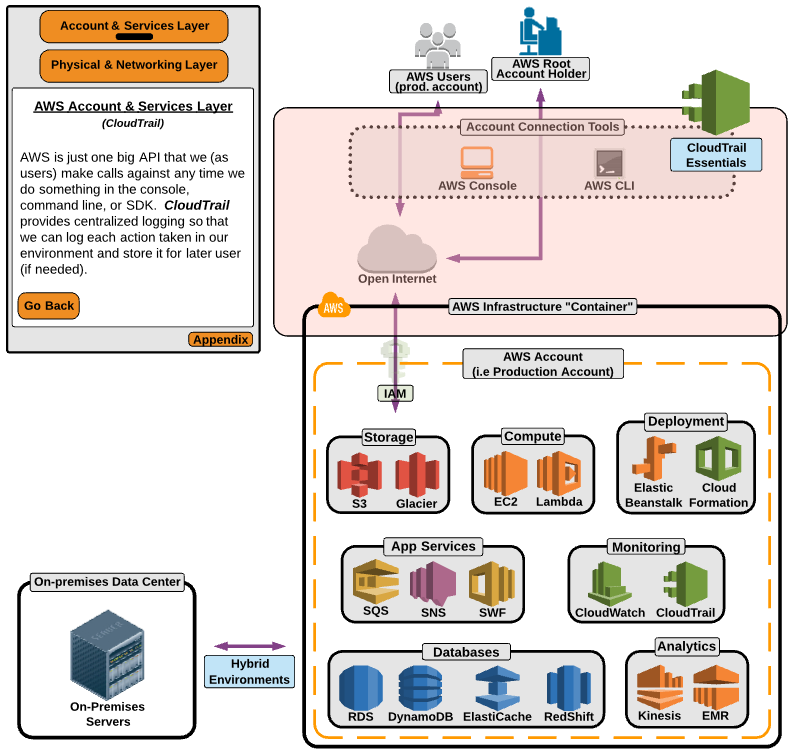 Account & Services Layer
Physical & Networking Layer
AWS Account & Services Layer
(CloudTrail)
AWS is just one big API that we (as
users) make calls against any time we
do something in the console,
command line, or SDK. CloudTrail
provides centralized logging so that
we can log each action taken in our
environment and store it for later user
(if needed).
Go Back
Appendix
AWS Users
(prod. account)
AWS Root
Account Holder
Account Connection Tools
AWS Console
AWS CLI
CloudTrail
Essentials
Open Internet
AWS
AWS Infrastructure "Container"
AWS Account
(i.e Production Account)
IAM
Storage
S3
Glacier
Compute
EC2
Lambda
Deployment
Elastic
Beanstalk
Cloud
Formation
App Services
SQS
SNS
SWF
Monitoring
CloudWatch
CloudTrail
On-premises Data Center
On-Premises
Servers
Hybrid
Environments
Databases
RDS
DynamoDB
ElastiCache
RedShift
Analytics
Kinesis
EMR